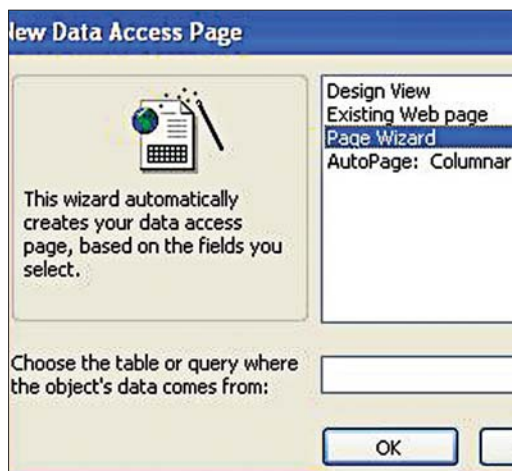 New Data Access Page
Design View
Existing Web page
Page Wizard
AutoPage: Columnar
This wizard automatically
creates your data access
page, based on the fields you
select.
Choose the table or query where
the object's data comes from:
OK